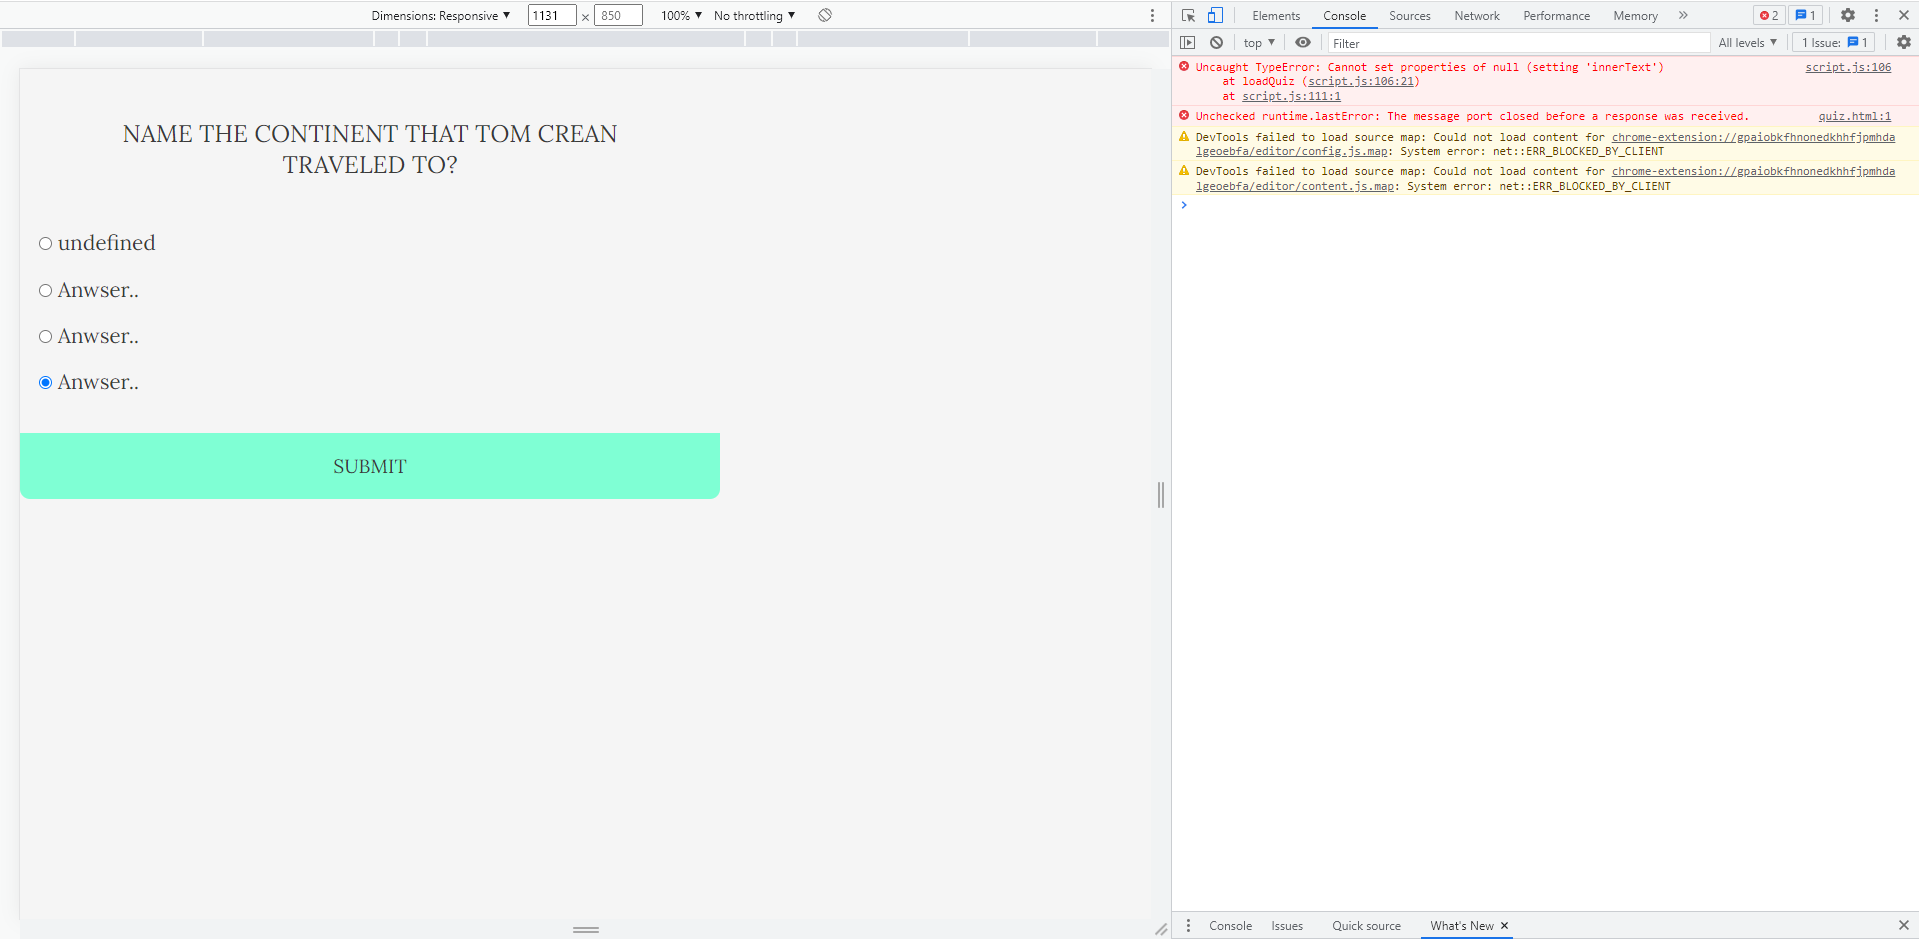 Dimensions: Responsive ▼ 1131 × 850 100% ▼ No throttling ▼
Elements Console Sources Network Performance Memory » 2 1
top ▼ Filter All levels ▼ 1 Issue: 1
NAME THE CONTINENT THAT TOM CREAN
TRAVELED TO?
undefined
Anwser..
Anwser..
Anwser..
SUBMIT
Uncaught TypeError: Cannot set properties of null (setting 'innerText') script.js:106
at loadQuiz (script.js:106:21)
at script.js:111:1
Unchecked runtime.lastError: The message port closed before a response was received. quiz.html:1
DevTools failed to load source map: Could not load content for chrome-extension://gpaiobkfhnonedkhhfjpmhda
lgeoebfa/editor/config.js.map: System error: net::ERR_BLOCKED_BY_CLIENT
DevTools failed to load source map: Could not load content for chrome-extension://gpaiobkfhnonedkhhfjpmhda
lgeoebfa/editor/content.js.map: System error: net::ERR_BLOCKED_BY_CLIENT
Console Issues Quick source What's New ×